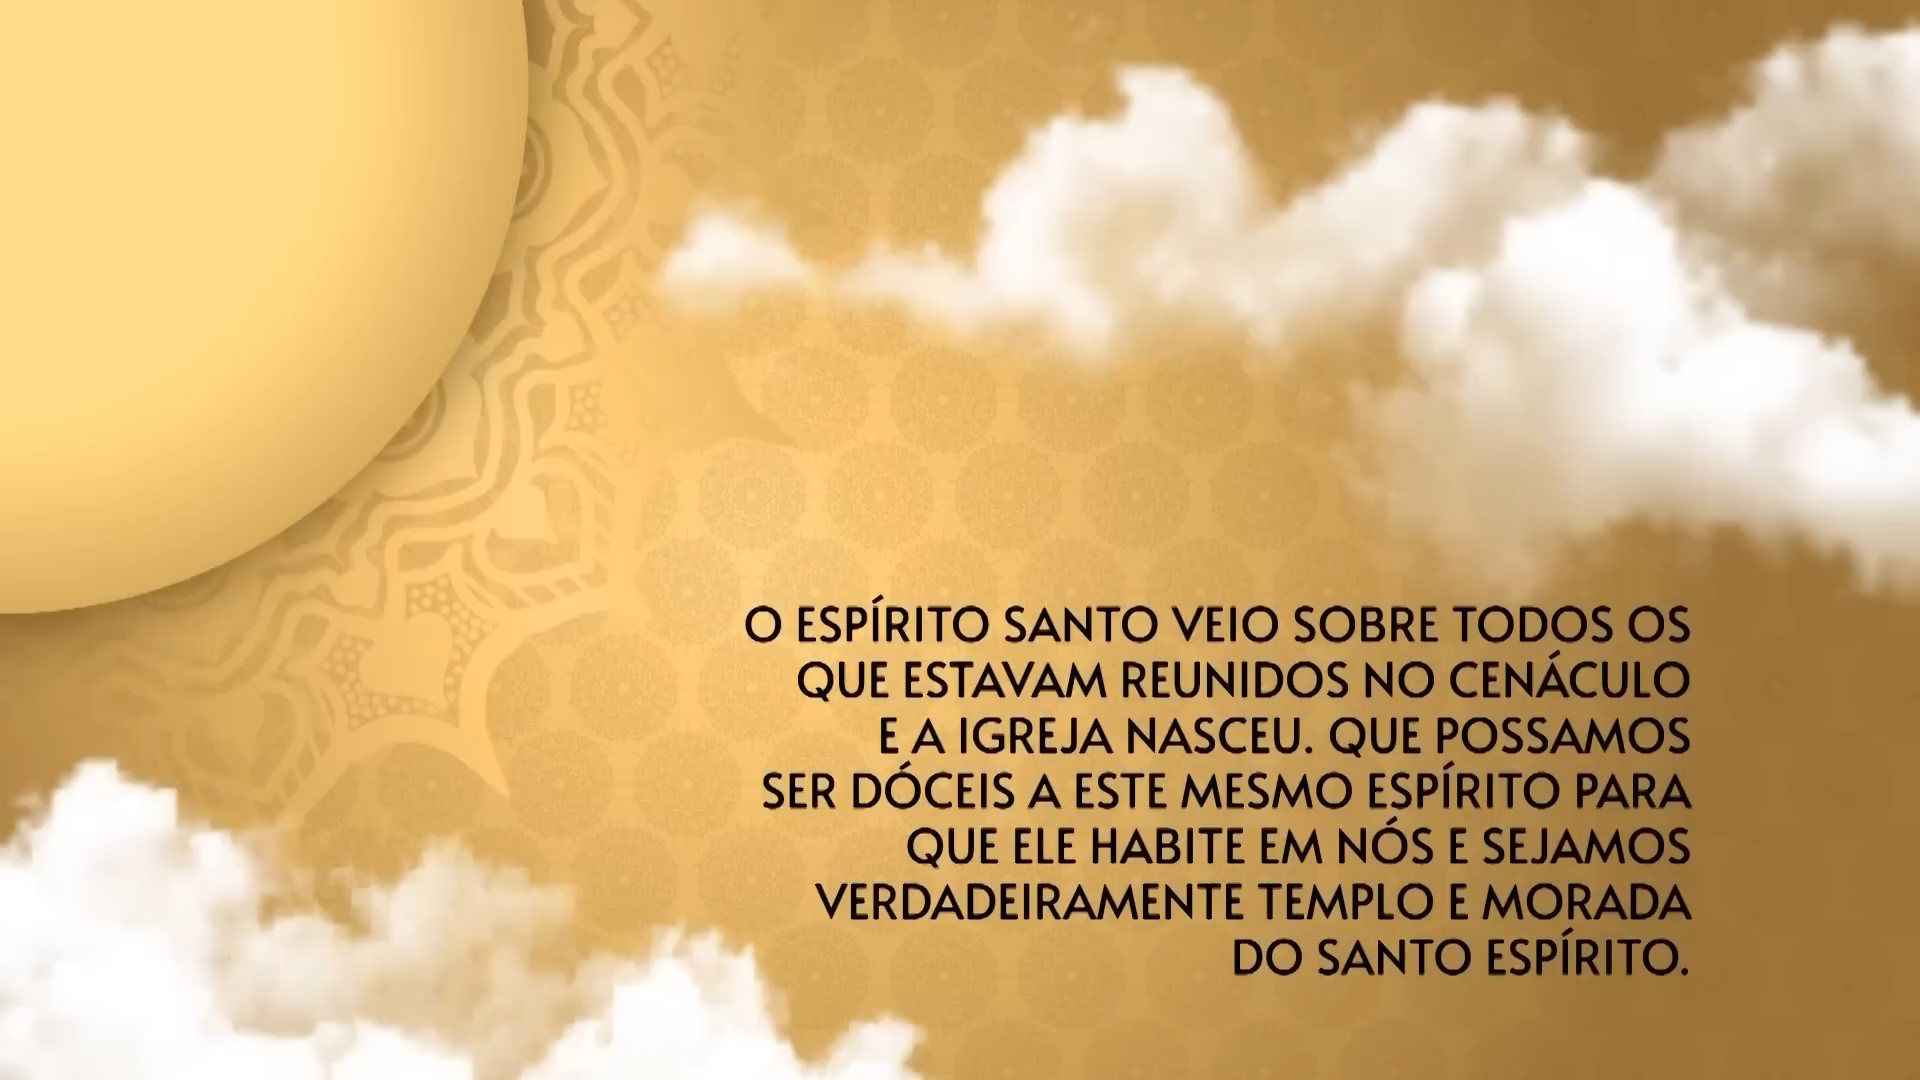 O ESPÍRITO SANTO VEIO SOBRE TODOS OS
QUE ESTAVAM REUNIDOS NO CENÁCULO
E A IGREJA NASCEU. QUE POSSAMOS
SER DÓCEIS A ESTE MESMO ESPÍRITO PARA
QUE ELE HABITE EM NÓS E SEJAMOS
VERDADEIRAMENTE TEMPLO E MORADA
DO SANTO ESPÍRITO.